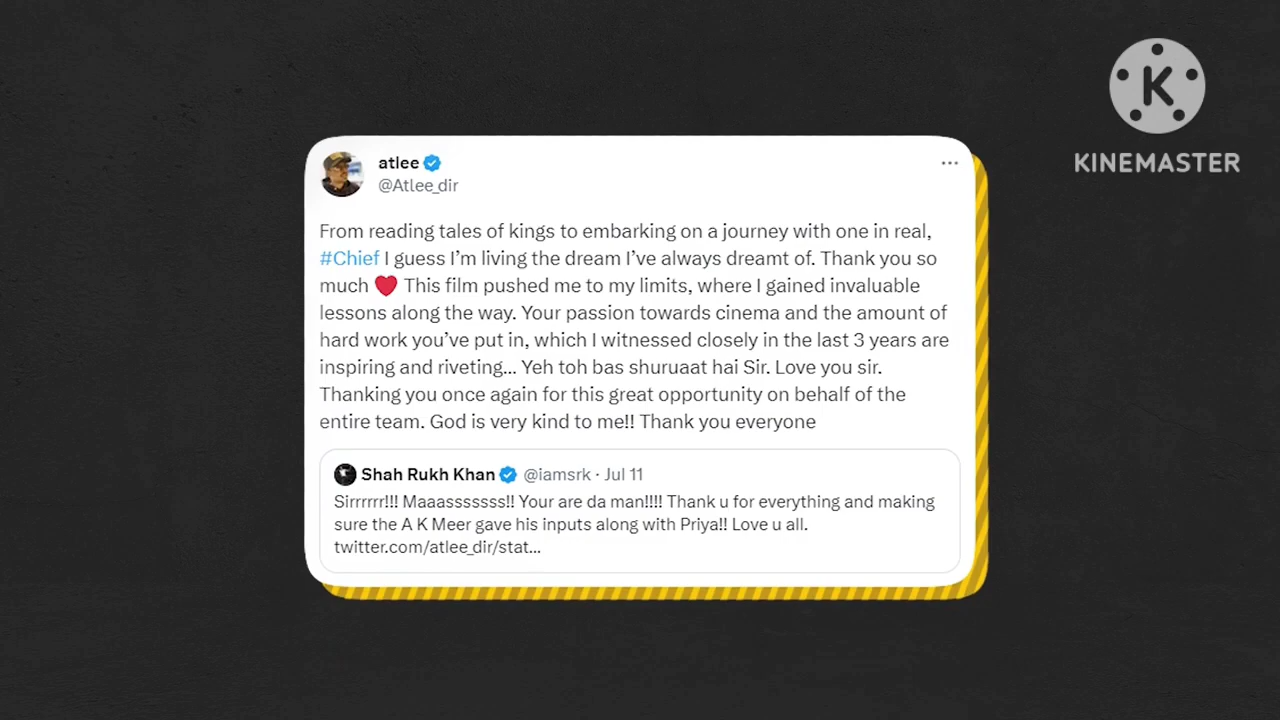 K
KINEMASTER
atlee
@Atlee_dir
From reading tales of kings to embarking on a journey with one in real,
#Chief I guess I’m living the dream I’ve always dreamt of. Thank you so
much ❤️ This film pushed me to my limits, where I gained invaluable
lessons along the way. Your passion towards cinema and the amount of
hard work you’ve put in, which I witnessed closely in the last 3 years are
inspiring and riveting... Yeh toh bas shuruaat hai Sir. Love you sir.
Thanking you once again for this great opportunity on behalf of the
entire team. God is very kind to me!! Thank you everyone
Shah Rukh Khan @iamsrk · Jul 11
Sirrrrrr!!! Maaasssssss!! Your are da man!!!! Thank u for everything and making
sure the A K Meer gave his inputs along with Priya!! Love u all.
twitter.com/atlee_dir/stat...